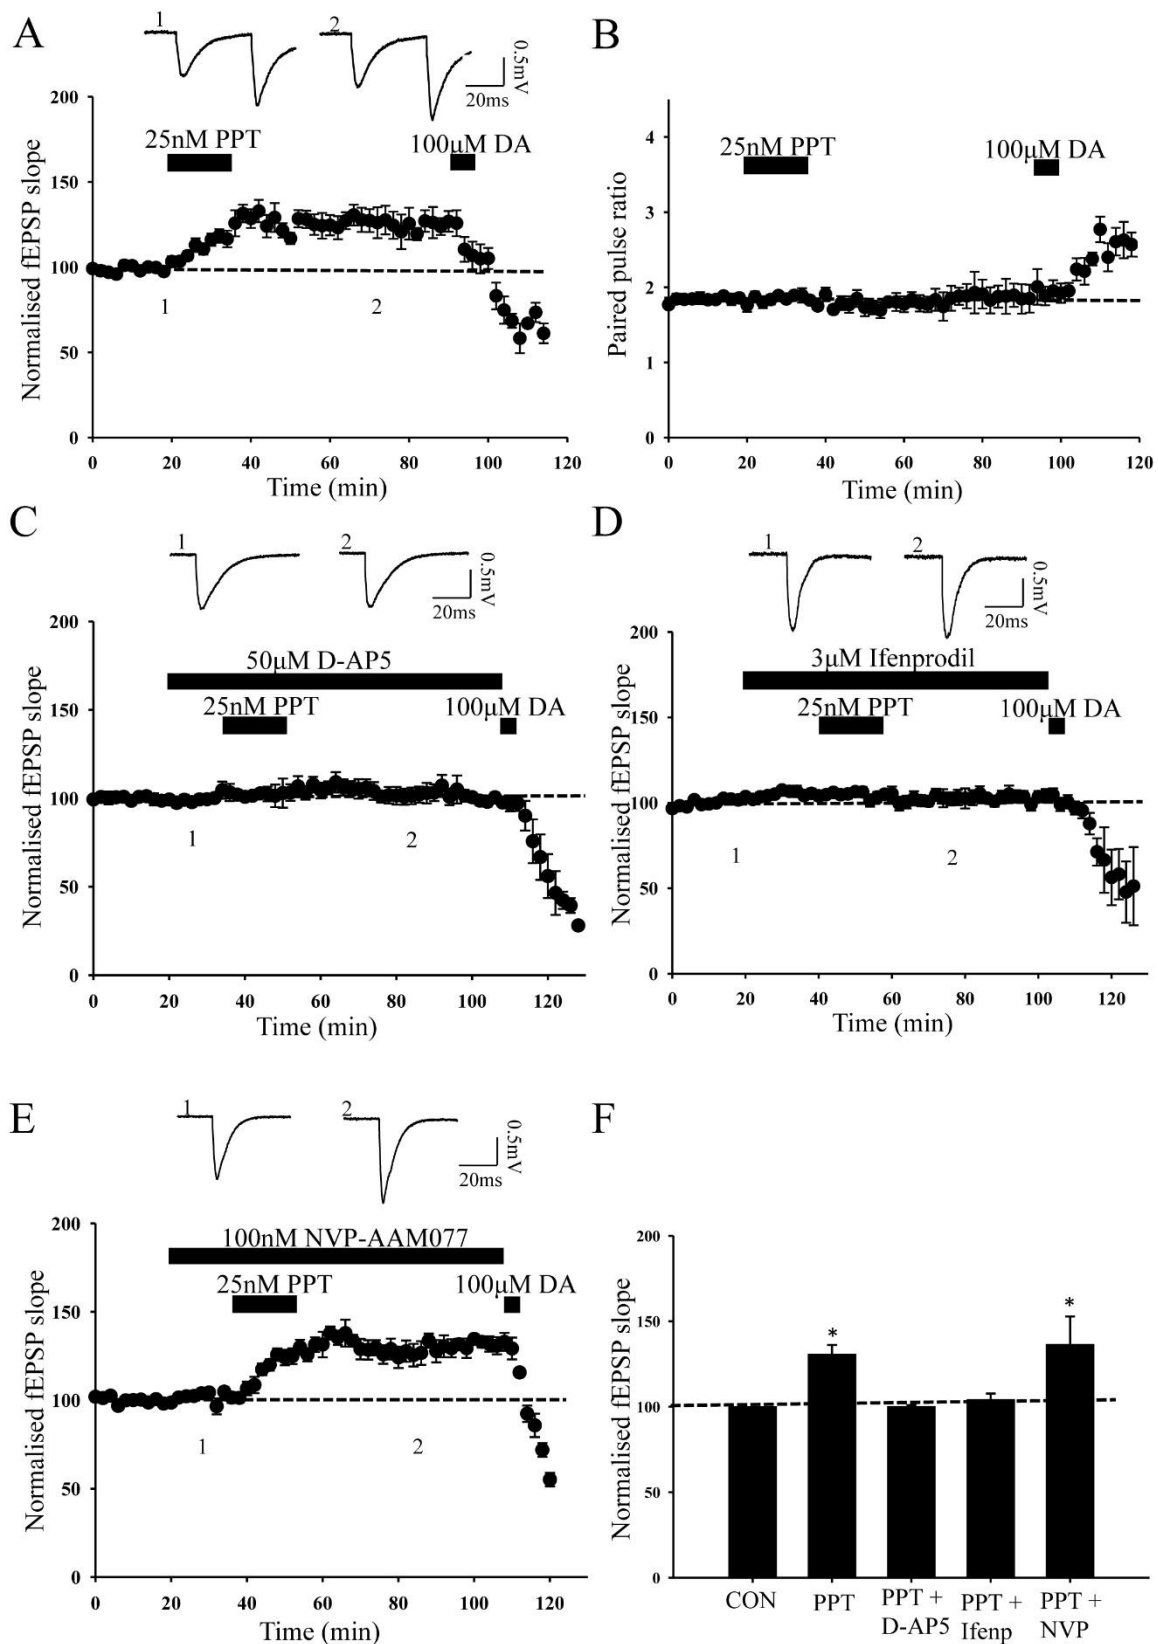 A
1
2
0.5mV
20ms
200
150
100
50
0
25nM PPT
100μM DA
1
2
Normalised fEPSP slope
0 20 40 60 80 100 120
Time (min)
B
4
3
2
1
0
25nM PPT
100μM DA
Paired pulse ratio
0 20 40 60 80 100 120
Time (min)
C
1
2
0.5mV
20ms
200
150
100
50
0
50μM D-AP5
25nM PPT
100μM DA
1
2
Normalised fEPSP slope
0 20 40 60 80 100 120
Time (min)
D
1
2
0.5mV
20ms
200
150
100
50
0
3μM Ifenprodil
25nM PPT
100μM DA
1
2
Normalised fEPSP slope
0 20 40 60 80 100 120
Time (min)
E
1
2
0.5mV
20ms
200
150
100
50
0
100nM NVP-AAM077
25nM PPT
100μM DA
1
2
Normalised fEPSP slope
0 20 40 60 80 100 120
Time (min)
F
200
150
100
50
0
*
*
Normalised fEPSP slope
CON
PPT
PPT +
D-AP5
PPT +
Ifenp
PPT +
NVP